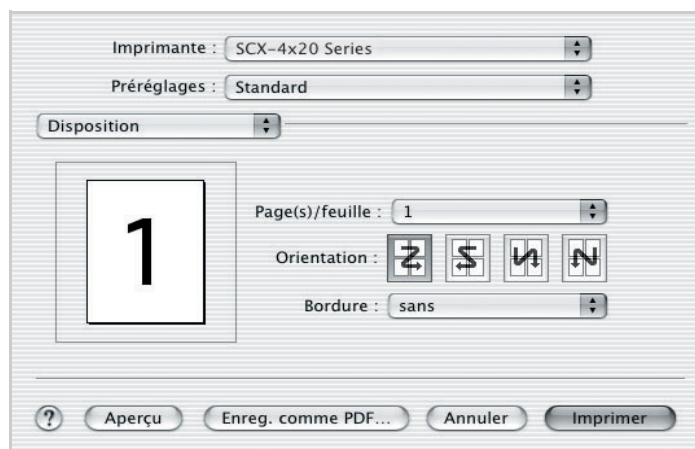 Imprimante : SCX-4x20 Series
Préréglages : Standard
Disposition
1
Page(s)/feuille : 1
Orientation :
Bordure : sans
? Aperçu Enreg. comme PDF... Annuler Imprimer